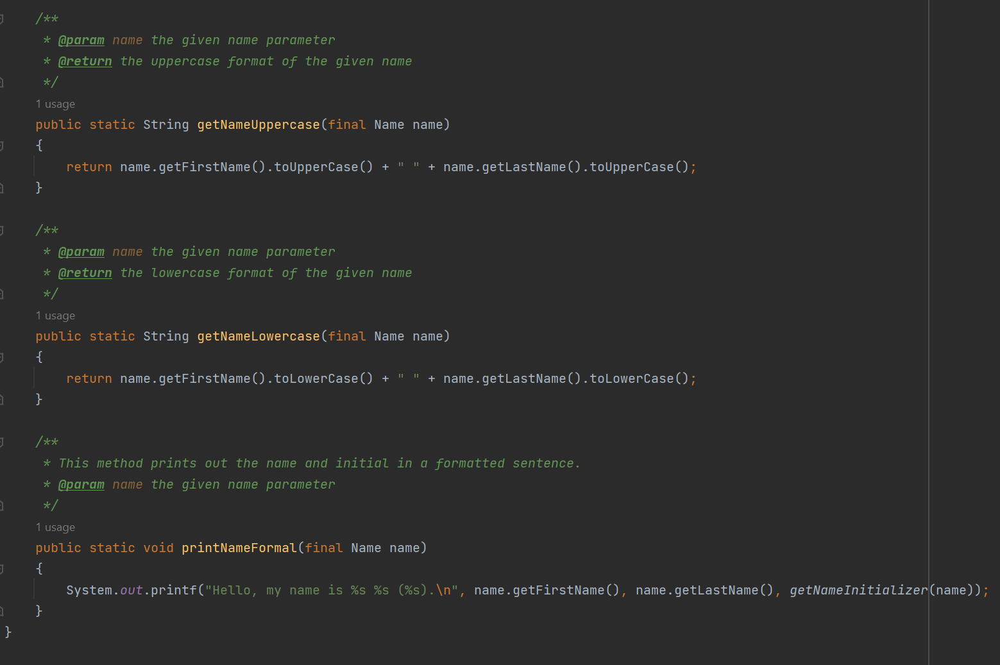 /**
* @param name the given name parameter
* @return the uppercase format of the given name
*/
1 usage
public static String getNameUppercase(final Name name)
{
return name.getFirstName().toUpperCase() + " " + name.getLastName().toUpperCase();
}
/**
* @param name the given name parameter
* @return the lowercase format of the given name
*/
1 usage
public static String getNameLowercase(final Name name)
{
return name.getFirstName().toLowerCase() + " " + name.getLastName().toLowerCase();
}
/**
* This method prints out the name and initial in a formatted sentence.
* @param name the given name parameter
*/
1 usage
public static void printNameFormal(final Name name)
{
System.out.printf("Hello, my name is %s %s (%s).\n", name.getFirstName(), name.getLastName(), getNameInitializer(name));
}
}